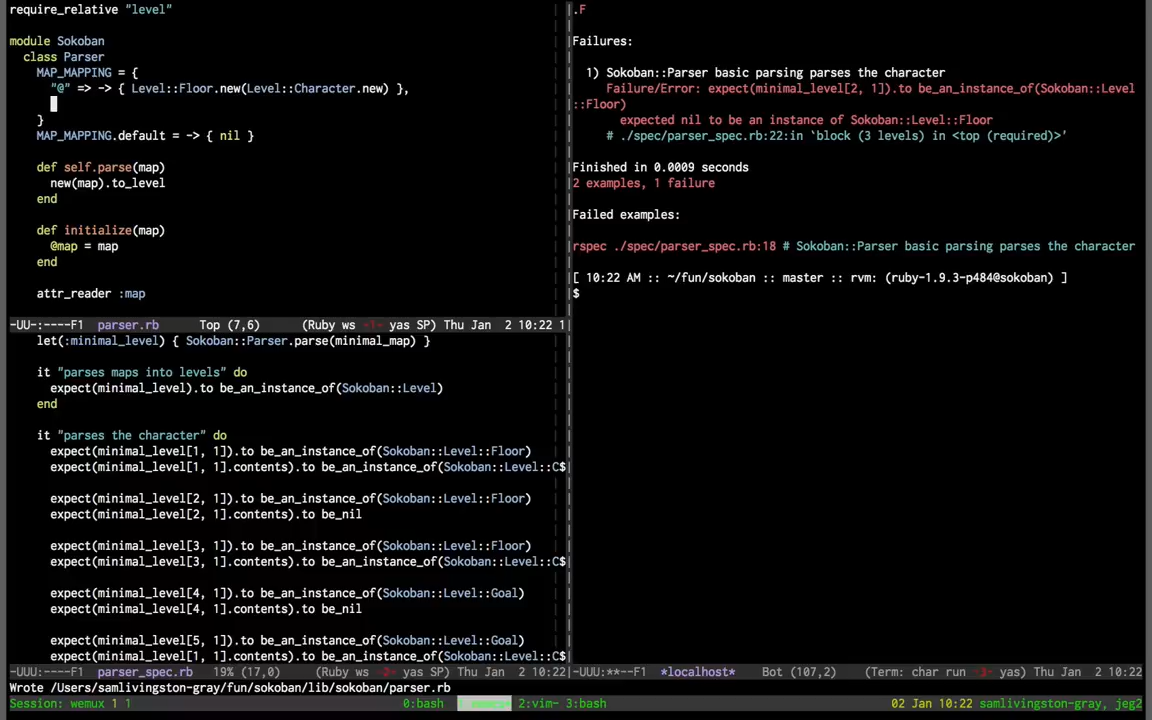 require_relative "level"
module Sokoban
class Parser
MAP_MAPPING = {
"@" => -> { Level::Floor.new(Level::Character.new) },
}
MAP_MAPPING.default = -> { nil }
def self.parse(map)
new(map).to_level
end
def initialize(map)
@map = map
end
attr_reader :map
-UU-:----F1 parser.rb Top (7,6) (Ruby ws -1- yas SP) Thu Jan 2 10:22 1
let(:minimal_level) { Sokoban::Parser.parse(minimal_map) }
it "parses maps into levels" do
expect(minimal_level).to be_an_instance_of(Sokoban::Level)
end
it "parses the character" do
expect(minimal_level[1, 1]).to be_an_instance_of(Sokoban::Level::Floor)
expect(minimal_level[1, 1].contents).to be_an_instance_of(Sokoban::Level::C$
expect(minimal_level[2, 1]).to be_an_instance_of(Sokoban::Level::Floor)
expect(minimal_level[2, 1].contents).to be_nil
expect(minimal_level[3, 1]).to be_an_instance_of(Sokoban::Level::Floor)
expect(minimal_level[3, 1].contents).to be_an_instance_of(Sokoban::Level::C$
expect(minimal_level[4, 1]).to be_an_instance_of(Sokoban::Level::Goal)
expect(minimal_level[4, 1].contents).to be_nil
expect(minimal_level[5, 1]).to be_an_instance_of(Sokoban::Level::Goal)
expect(minimal_level[1, 1].contents).to be_an_instance_of(Sokoban::Level::C$
-UUU:----F1 parser_spec.rb 19% (17,0) (Ruby ws yas SP) Thu Jan 2 10:22
.F
Failures:
1) Sokoban::Parser basic parsing parses the character
Failure/Error: expect(minimal_level[2, 1]).to be_an_instance_of(Sokoban::Level
::Floor)
expected nil to be an instance of Sokoban::Level::Floor
# ./spec/parser_spec.rb:22:in `block (3 levels) in <top (required)>'
Finished in 0.0009 seconds
2 examples, 1 failure
Failed examples:
rspec ./spec/parser_spec.rb:18 # Sokoban::Parser basic parsing parses the character
[ 10:22 AM :: ~/fun/sokoban :: master :: rvm: (ruby-1.9.3-p484@sokoban) ]
$
-UUU:**--F1 *localhost* Bot (107,2) (Term: char run -3- yas) Thu Jan 2 10:22
Wrote /Users/samlivingston-gray/fun/sokoban/lib/sokoban/parser.rb
Session: wemux 1 1 0:bash 2:vim- 3:bash 02 Jan 10:22 samlivingston-gray, jeg2